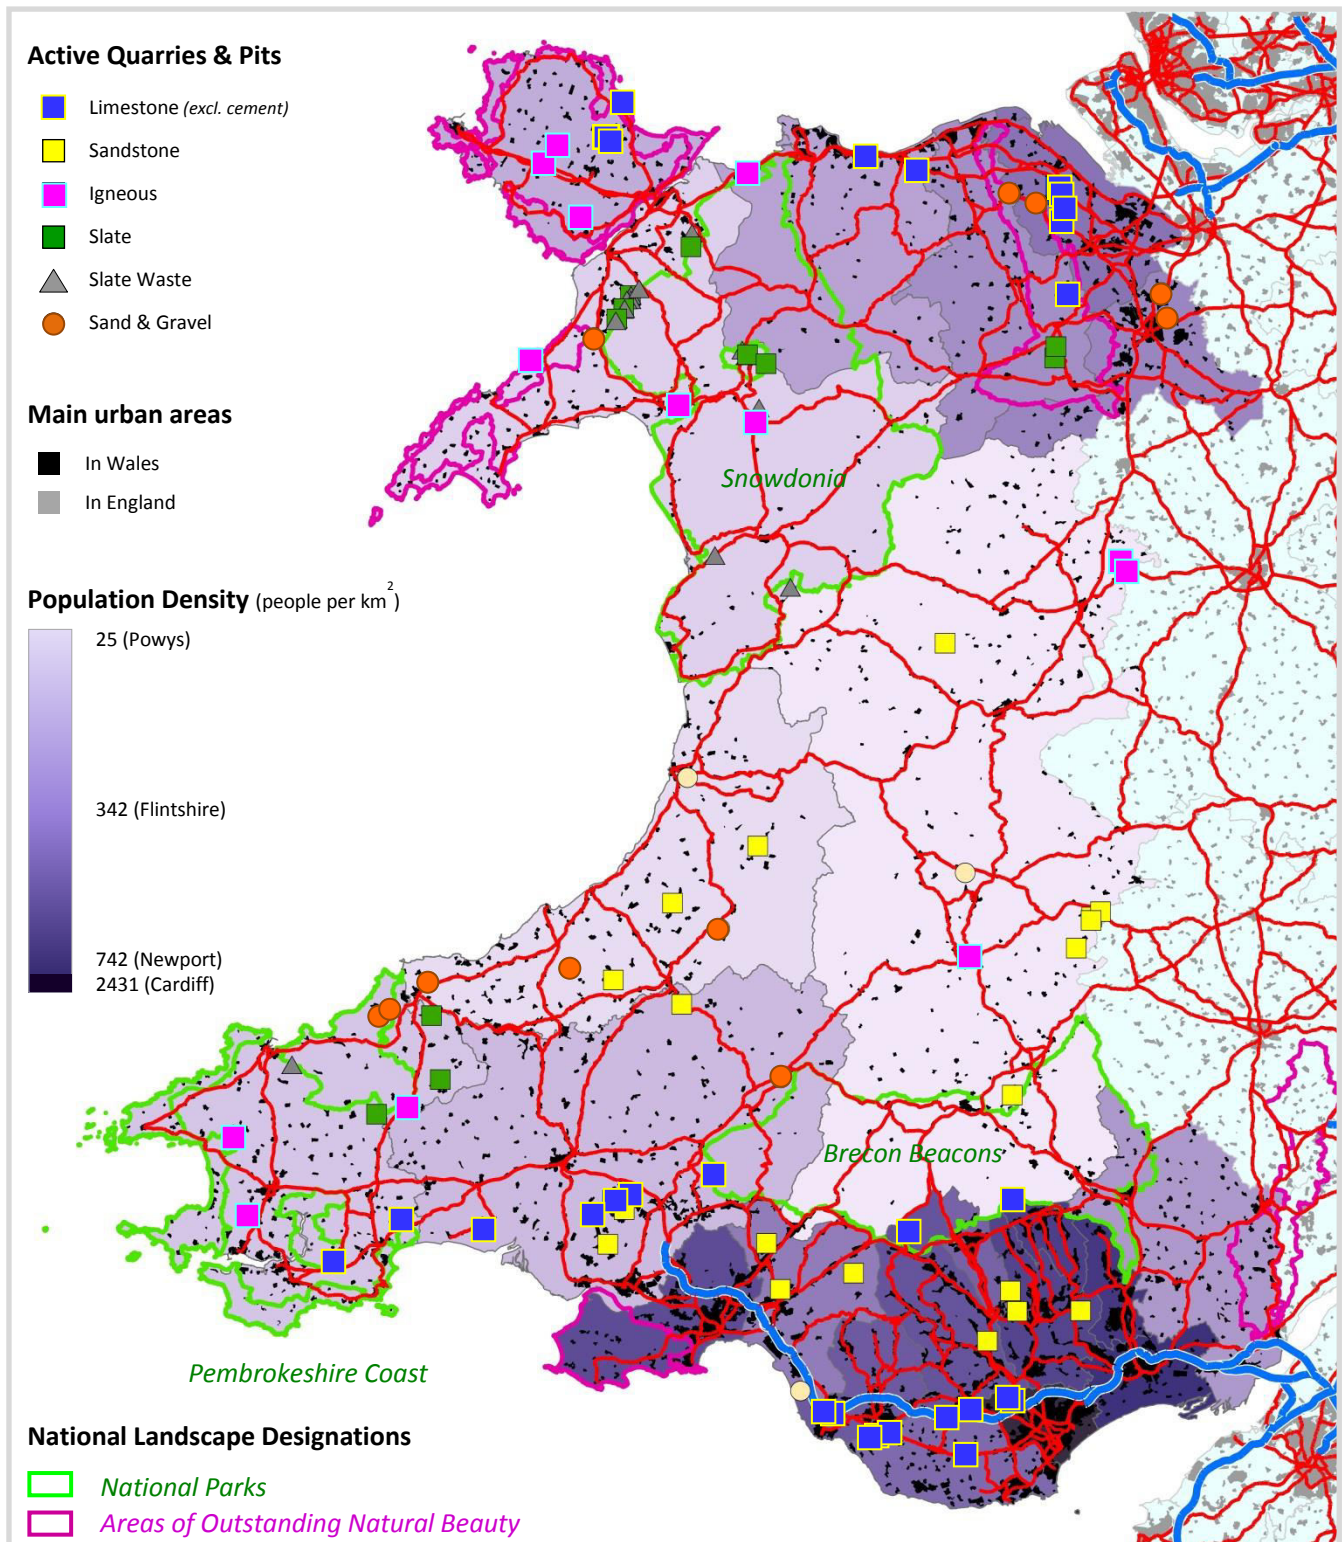 Active Quarries & Pits
Limestone (excl. cement)
Sandstone
Igneous
Slate
Slate Waste
Sand & Gravel
Main urban areas
In Wales
In England
Snowdonia
Population Density (people per km2)
25 (Powys)
342 (Flintshire)
742 (Newport)
2431 (Cardiff)
Brecon Beacons
Pembrokeshire Coast
National Landscape Designations
National Parks
Areas of Outstanding Natural Beauty